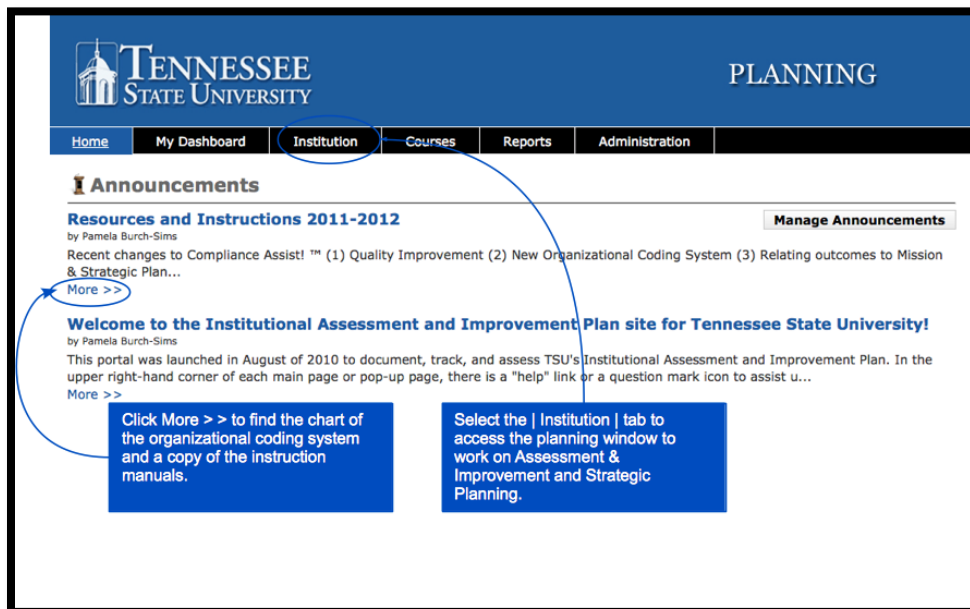 TENNESSEE
STATE UNIVERSITY
PLANNING
Home My Dashboard Institution Courses Reports Administration
Announcements
Resources and Instructions 2011-2012
Manage Announcements
by Pamela Burch-Sims
Recent changes to Compliance Assist! ™ (1) Quality Improvement (2) New Organizational Coding System (3) Relating outcomes to Mission
& Strategic Plan...
More >>
Welcome to the Institutional Assessment and Improvement Plan site for Tennessee State University!
by Pamela Burch-Sims
This portal was launched in August of 2010 to document, track, and assess TSU's Institutional Assessment and Improvement Plan. In the
upper right-hand corner of each main page or pop-up page, there is a "help" link or a question mark icon to assist u...
More >>
Click More > > to find the chart of
the organizational coding system
and a copy of the instruction
manuals.
Select the | Institution | tab to
access the planning window to
work on Assessment &
Improvement and Strategic
Planning.